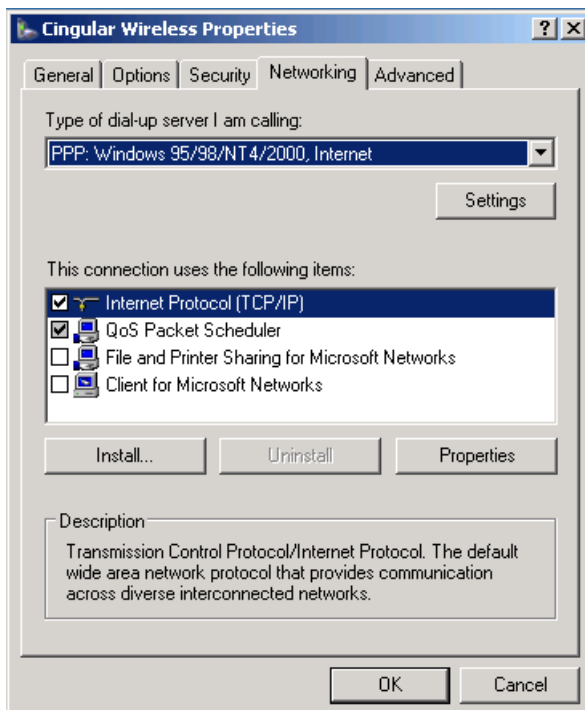 Cingular Wireless Properties
General Options Security Networking Advanced
Type of dial-up server I am calling:
PPP: Windows 95/98/NT4/2000, Internet
Settings
This connection uses the following items:
Internet Protocol (TCP/IP)
QoS Packet Scheduler
File and Printer Sharing for Microsoft Networks
Client for Microsoft Networks
Install... Uninstall Properties
Description
Transmission Control Protocol/Internet Protocol. The default
wide area network protocol that provides communication
across diverse interconnected networks.
OK Cancel